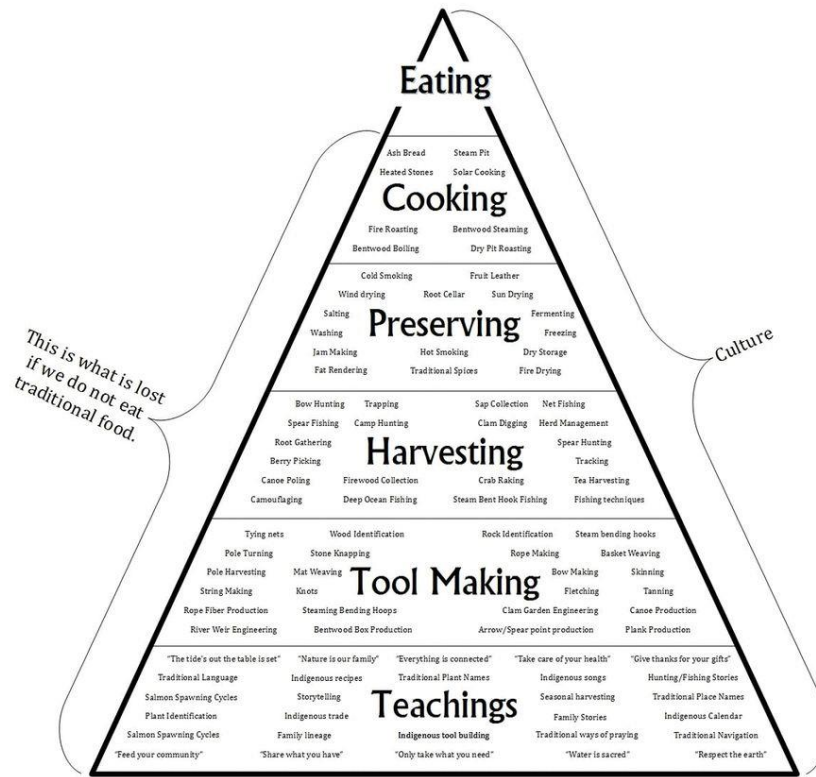 Eating
Ash Bread Steam Pit
Heated Stones Solar Cooking
Cooking
Fire Roasting Bentwood Steaming
Bentwood Boiling Dry Pit Roasting
Cold Smoking Fruit Leather
Wind drying Root Cellar Sun Drying
Salting Fermenting
Preserving
Washing Freezing
Jam Making Hot Smoking Dry Storage
Fat Rendering Traditional Spices Fire Drying
This is what is lost
if we do not eat
traditional food.
Culture
Bow Hunting Trapping Sap Collection Net Fishing
Spear Fishing Camp Hunting Clam Digging Herd Management
Root Gathering Spear Hunting
Harvesting
Berry Picking Tracking
Canoe Poling Firewood Collection Crab Raking Tea Harvesting
Camouflaging Deep Ocean Fishing Steam Bent Hook Fishing Fishing techniques
Tying nets Wood Identification Rock Identification Steam bending hooks
Pole Turning Stone Knapping Rope Making Basket Weaving
Pole Harvesting Mat Weaving Bow Making Skinning
Tool Making
String Making Knots Fletching Tanning
Rope Fiber Production Steaming Bending Hoops Clam Garden Engineering Canoe Production
River Weir Engineering Bentwood Box Production Arrow/Spear point production Plank Production
"The tide's out the table is set" "Nature is our family" "Everything is connected" "Take care of your health" "Give thanks for your gifts"
Traditional Language Indigenous recipes Traditional Plant Names Indigenous songs Hunting/Fishing Stories
Salmon Spawning Cycles Storytelling Seasonal harvesting Traditional Place Names
Teachings
Plant Identification Indigenous trade Family Stories Indigenous Calendar
Salmon Spawning Cycles Family lineage Indigenous tool building Traditional ways of praying Traditional Navigation
"Feed your community" "Share what you have" "Only take what you need" "Water is sacred" "Respect the earth"